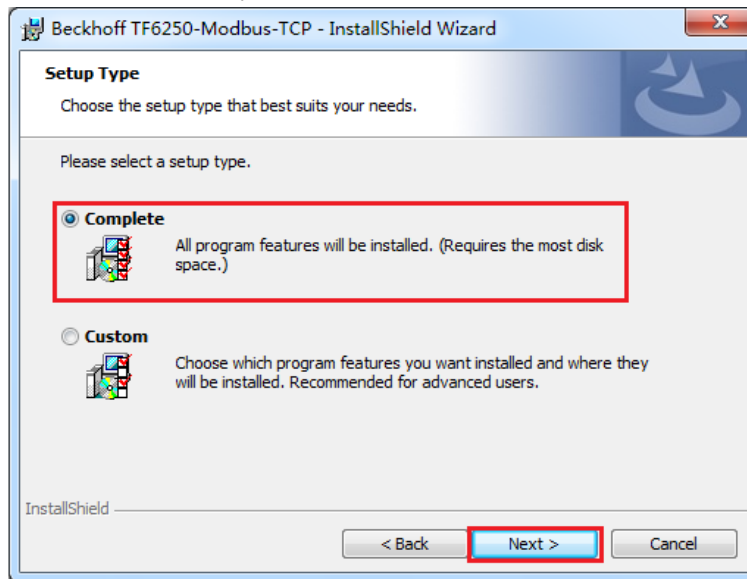 Beckhoff TF6250-Modbus-TCP - InstallShield Wizard
Setup Type
Choose the setup type that best suits your needs.
Please select a setup type.
Complete
All program features will be installed. (Requires the most disk
space.)
Custom
Choose which program features you want installed and where they
will be installed. Recommended for advanced users.
InstallShield
< Back Next > Cancel